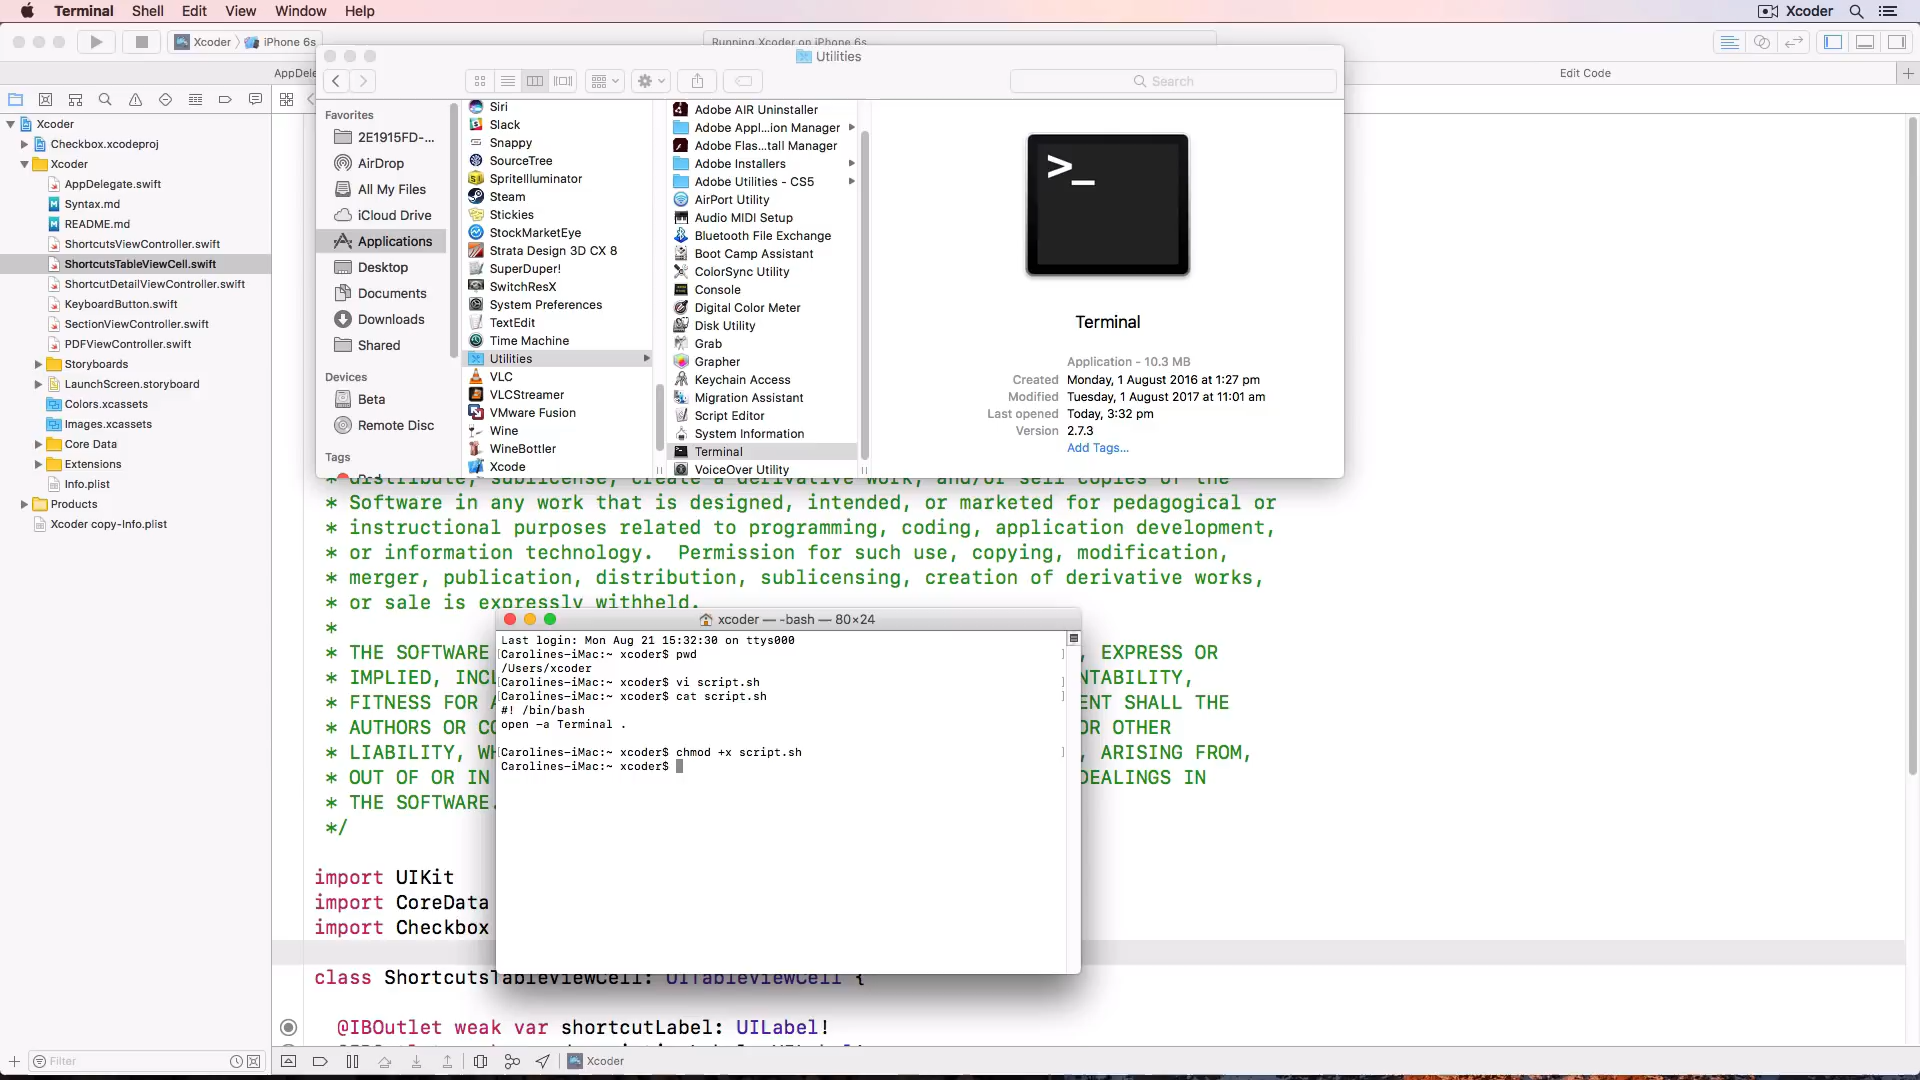 Terminal Shell Edit View Window Help Xcoder
Xcoder iPhone 6s Running Xcoder on iPhone 6s
AppDele Edit Code
Utilities
Search
Xcoder
Checkbox.xcodeproj
Xcoder
AppDelegate.swift
Syntax.md
README.md
ShortcutsViewController.swift
ShortcutsTableViewCell.swift
ShortcutDetailViewController.swift
KeyboardButton.swift
SectionViewController.swift
PDFViewController.swift
Storyboards
LaunchScreen.storyboard
Colors.xcassets
Images.xcassets
Core Data
Extensions
Info.plist
Products
Xcoder copy-Info.plist
Filter
Favorites
2E1915FD-...
AirDrop
All My Files
iCloud Drive
Applications
Desktop
Documents
Downloads
Shared
Devices
Beta
Remote Disc
Tags
Siri
Slack
Snappy
SourceTree
SpriteIlluminator
Steam
Stickies
StockMarketEye
Strata Design 3D CX 8
SuperDuper!
SwitchResX
System Preferences
TextEdit
Time Machine
Utilities
VLC
VLCStreamer
VMware Fusion
Wine
WineBottler
Xcode
Adobe AIR Uninstaller
Adobe Appl...ion Manager
Adobe Flas...tall Manager
Adobe Installers
Adobe Utilities - CS5
AirPort Utility
Audio MIDI Setup
Bluetooth File Exchange
Boot Camp Assistant
ColorSync Utility
Console
Digital Color Meter
Disk Utility
Grab
Grapher
Keychain Access
Migration Assistant
Script Editor
System Information
Terminal
VoiceOver Utility
>_
Terminal
Application - 10.3 MB
Created Monday, 1 August 2016 at 1:27 pm
Modified Tuesday, 1 August 2017 at 11:01 am
Last opened Today, 3:32 pm
Version 2.7.3
Add Tags...
* distribute, sublicense, create a derivative work, and/or sell copies of the
* Software in any work that is designed, intended, or marketed for pedagogical or
* instructional purposes related to programming, coding, application development,
* or information technology.  Permission for such use, copying, modification,
* merger, publication, distribution, sublicensing, creation of derivative works,
* or sale is expressly withheld.
*
* THE SOFTWARE , EXPRESS OR
* IMPLIED, INCL NTABILITY,
* FITNESS FOR A ENT SHALL THE
* AUTHORS OR CO OR OTHER
* LIABILITY, WH , ARISING FROM,
* OUT OF OR IN DEALINGS IN
* THE SOFTWARE.
*/
import UIKit
import CoreData
import Checkbox
class ShortcutsTableViewCell: UITableViewCell {
@IBOutlet weak var shortcutLabel: UILabel!
xcoder — -bash — 80×24
Last login: Mon Aug 21 15:32:30 on ttys000
[Carolines-iMac:~ xcoder$ pwd ]
/Users/xcoder
[Carolines-iMac:~ xcoder$ vi script.sh ]
[Carolines-iMac:~ xcoder$ cat script.sh ]
#! /bin/bash
open -a Terminal .
[Carolines-iMac:~ xcoder$ chmod +x script.sh ]
Carolines-iMac:~ xcoder$
Xcoder